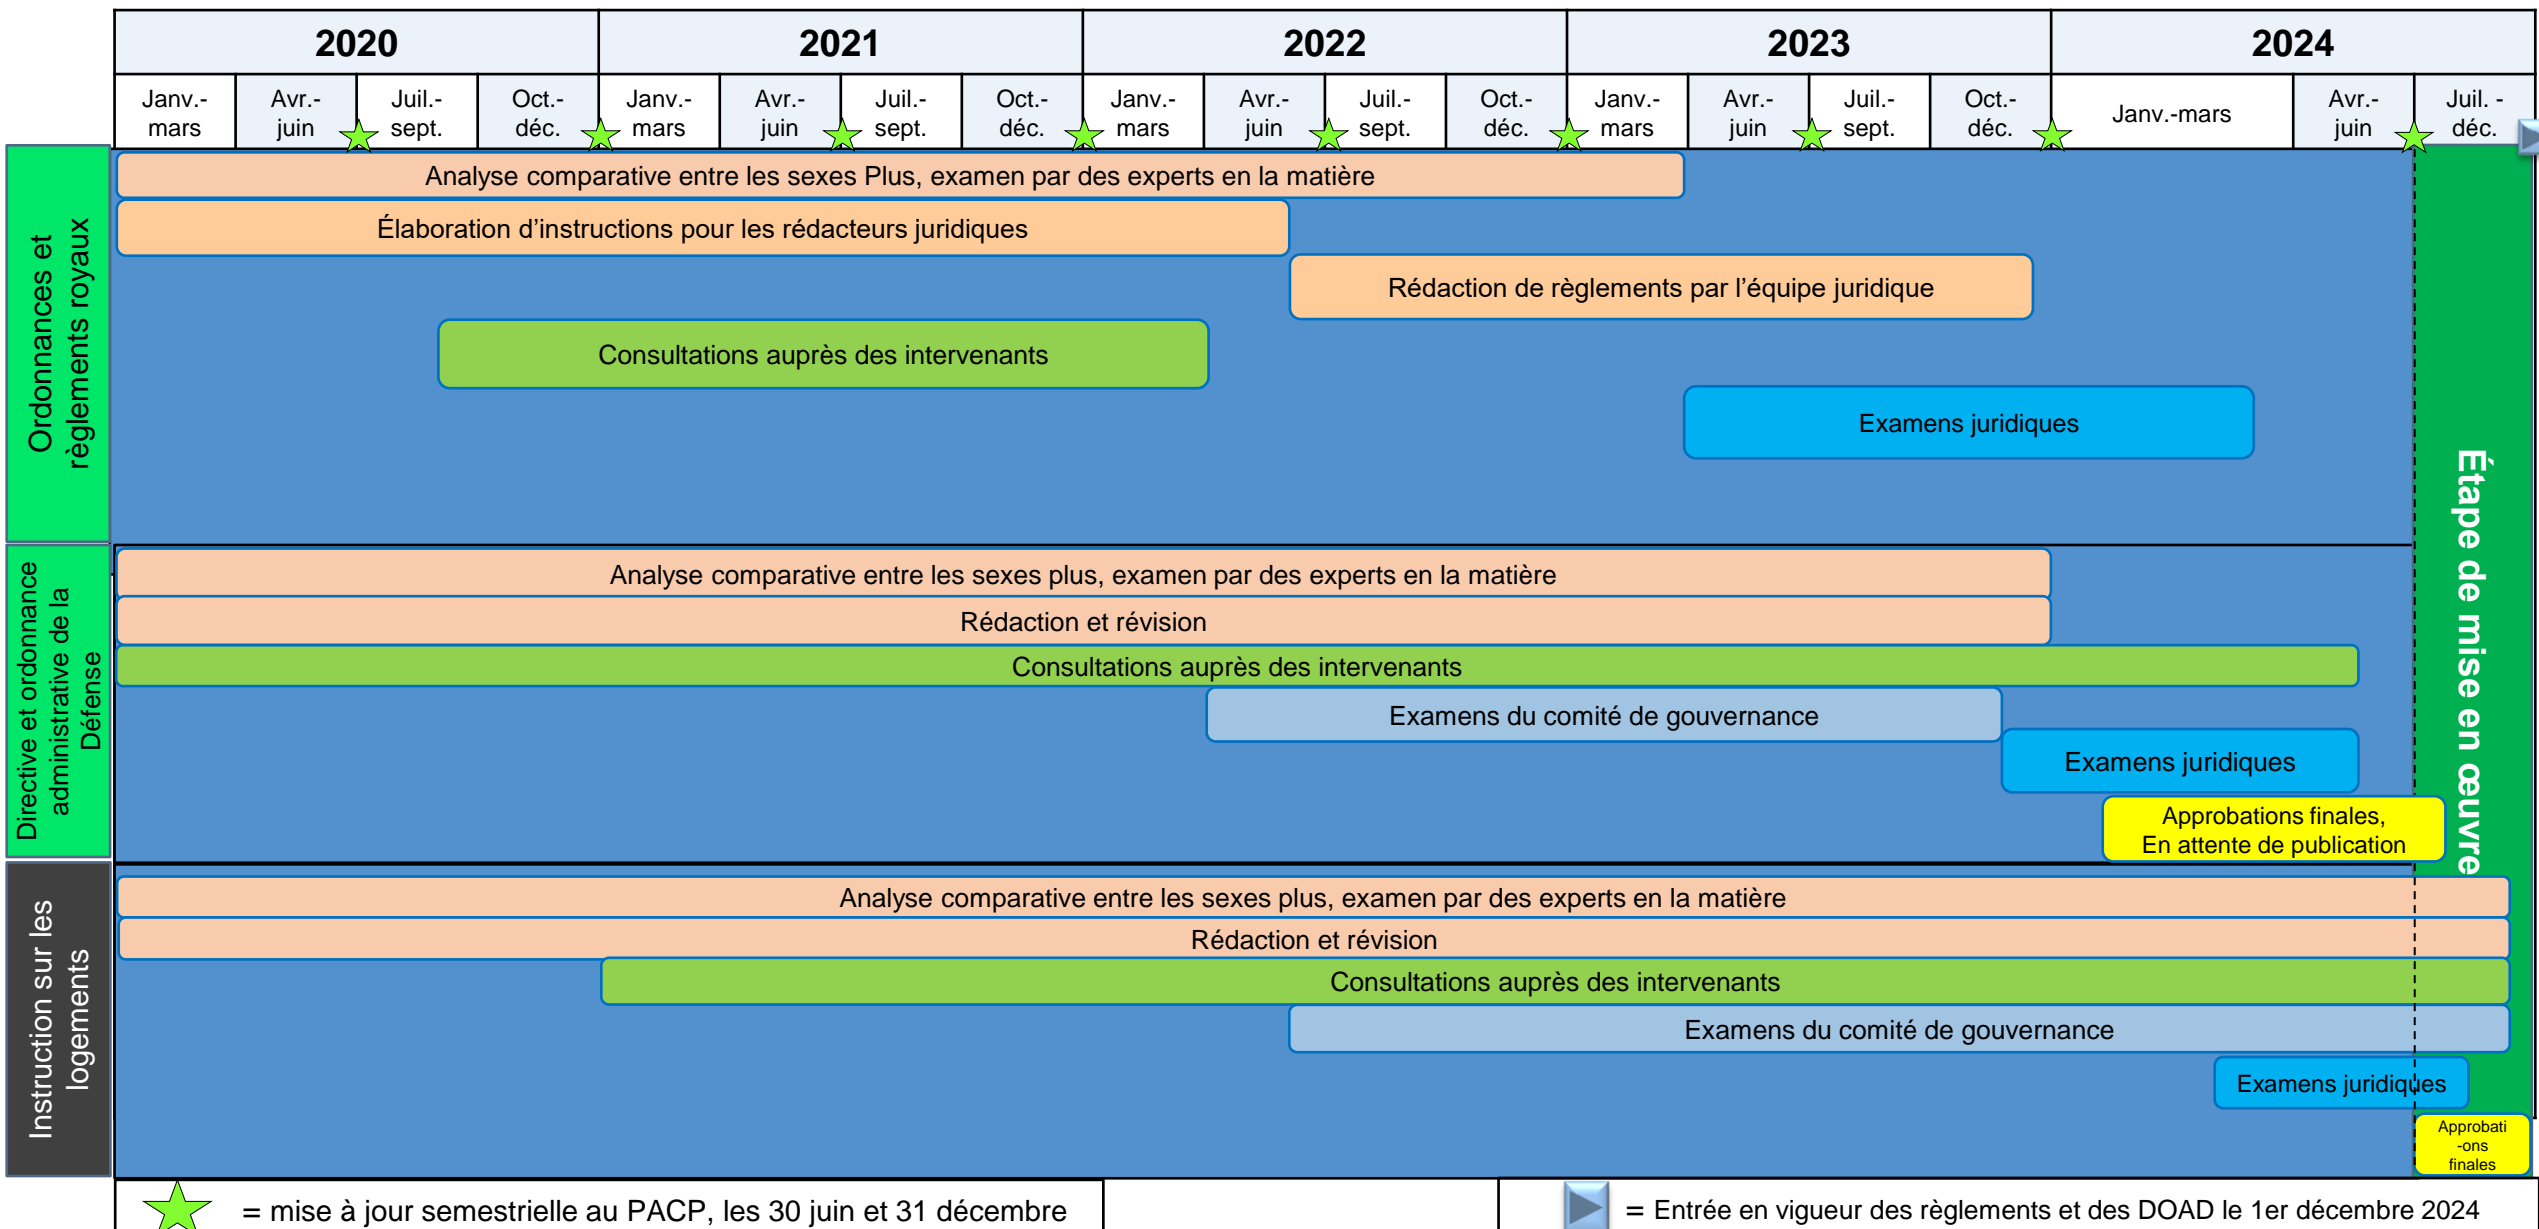 2020 2021 2022 2023 2024
Janv.-
mars
Avr.-
juin
Juil.-
sept.
Oct.-
déc.
Janv.-
mars
Avr.-
juin
Juil.-
sept.
Oct.-
déc.
Janv.-
mars
Avr.-
juin
Juil.-
sept.
Oct.-
déc.
Janv.-
mars
Avr.-
juin
Juil.-
sept.
Oct.-
déc.
Janv.-mars
Avr.-
juin
Juil. -
déc.
Ordonnances et
règlements royaux
Analyse comparative entre les sexes Plus, examen par des experts en la matière
Élaboration d’instructions pour les rédacteurs juridiques
Rédaction de règlements par l’équipe juridique
Consultations auprès des intervenants
Examens juridiques
Étape de mise en œuvre
Directive et ordonnance
administrative de la
Défense
Analyse comparative entre les sexes plus, examen par des experts en la matière
Rédaction et révision
Consultations auprès des intervenants
Examens du comité de gouvernance
Examens juridiques
Approbations finales,
En attente de publication
Instruction sur les
logements
Analyse comparative entre les sexes plus, examen par des experts en la matière
Rédaction et révision
Consultations auprès des intervenants
Examens du comité de gouvernance
Examens juridiques
Approbati
-ons
finales
= mise à jour semestrielle au PACP, les 30 juin et 31 décembre
= Entrée en vigueur des règlements et des DOAD le 1er décembre 2024